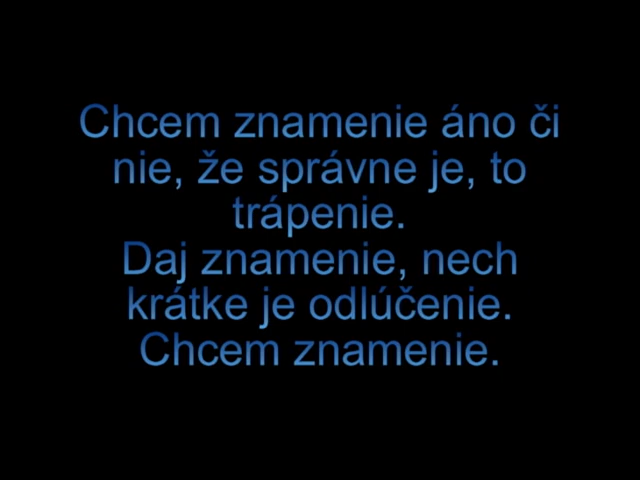 Chcem znamenie áno či
nie, že správne je, to
trápenie.
Daj znamenie, nech
krátke je odlúčenie.
Chcem znamenie.